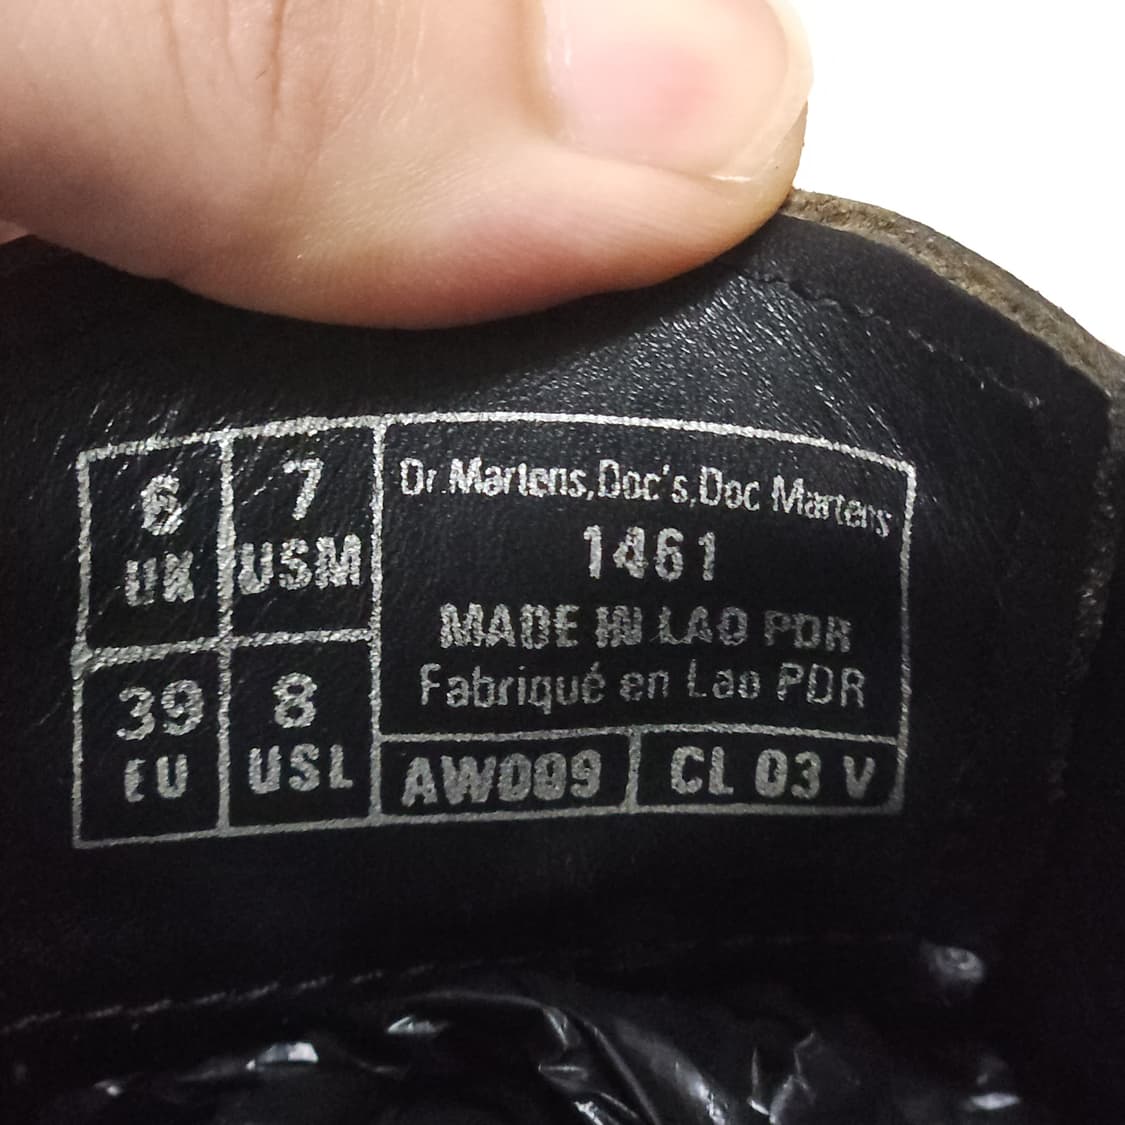 6
UK
7
USM
39
EU
8
USL
Dr.Martens,Doc's,Doc Martens
1461
MADE IN LAO PDR
Fabriqué en Lao PDR
AW009
CL 03 V